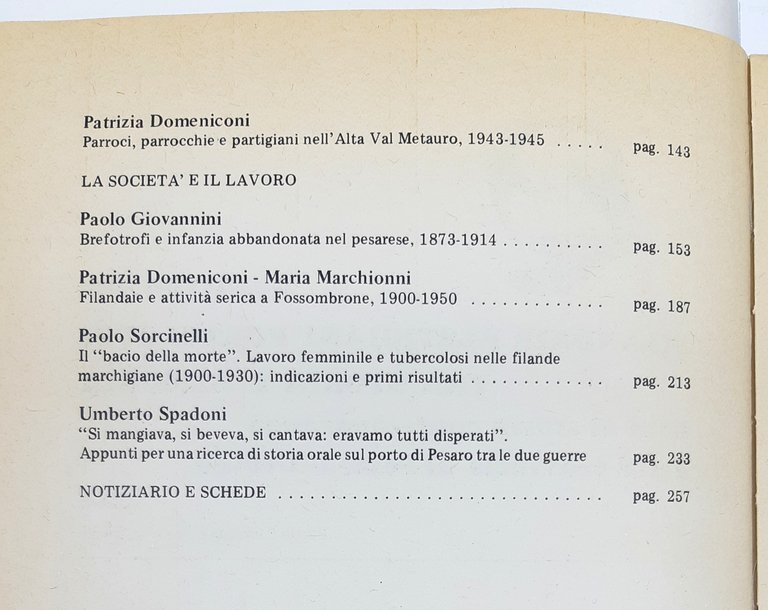 Patrizia Domeniconi
Parroci, parrocchie e partigiani nell'Alta Val Metauro, 1943-1945 ..... pag. 143
LA SOCIETA' E IL LAVORO
Paolo Giovannini
Brefotrofi e infanzia abbandonata nel pesarese, 1873-1914 .......... pag. 153
Patrizia Domeniconi - Maria Marchionni
Filandaie e attività serica a Fossombrone, 1900-1950 ............. pag. 187
Paolo Sorcinelli
Il “bacio della morte”. Lavoro femminile e tubercolosi nelle filande
marchigiane (1900-1930): indicazioni e primi risultati ............. pag. 213
Umberto Spadoni
“Si mangiava, si beveva, si cantava: eravamo tutti disperati”.
Appunti per una ricerca di storia orale sul porto di Pesaro tra le due guerre pag. 233
NOTIZIARIO E SCHEDE ............................... pag. 257